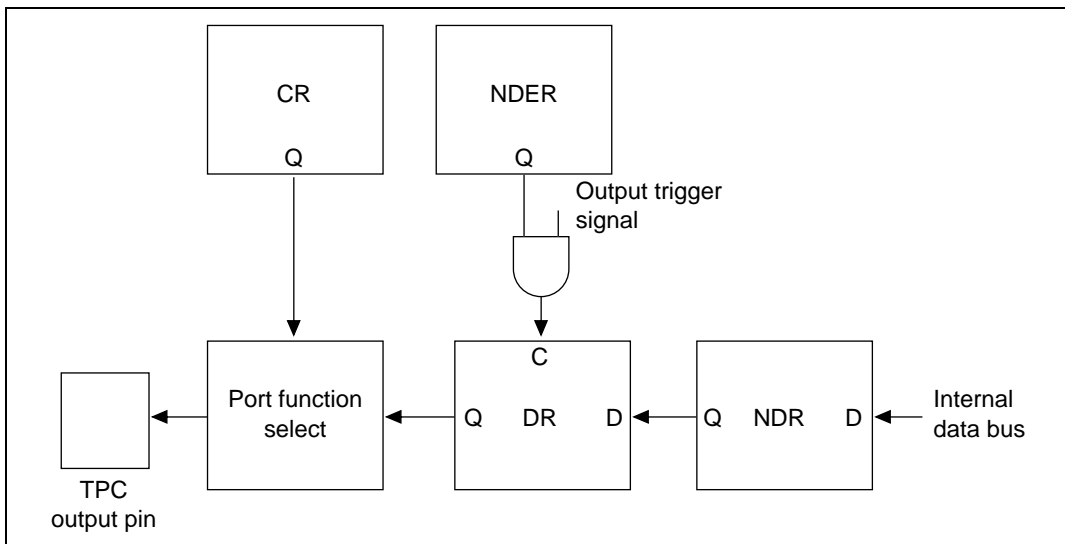 CR
Q
NDER
Q
Output trigger
signal
C
Port function
select
Q DR D
Q NDR D
Internal
data bus
TPC
output pin